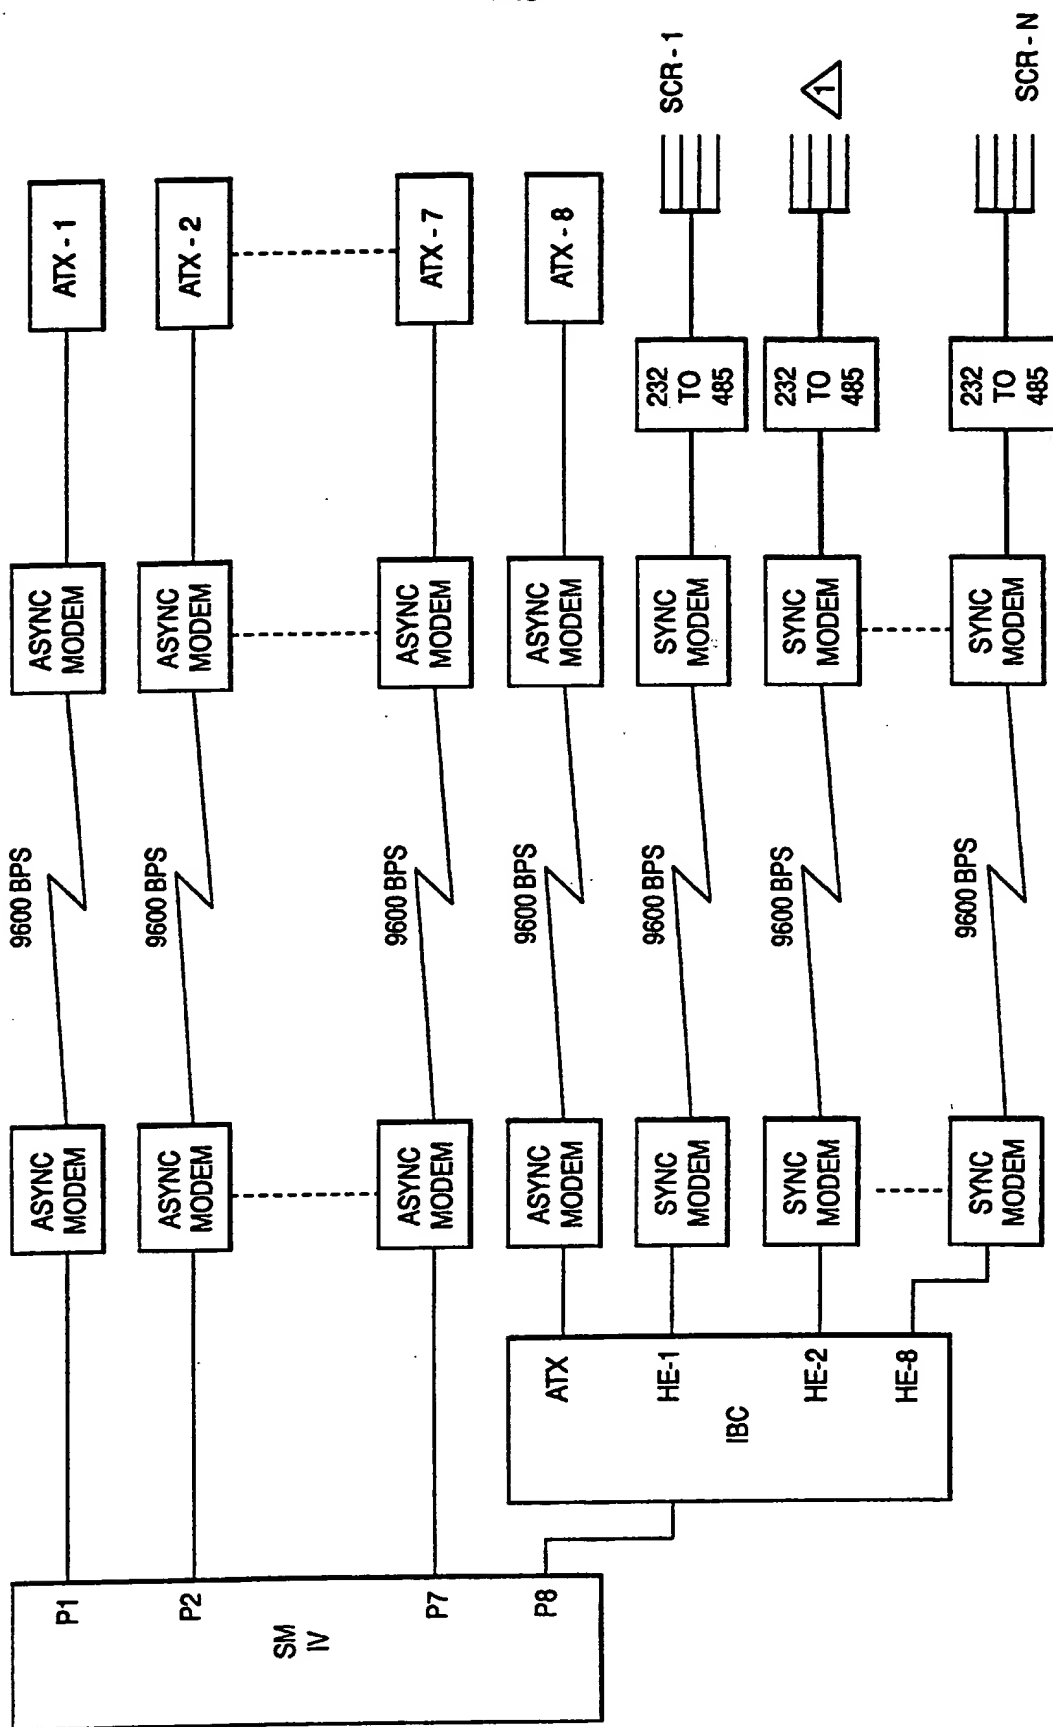 SM
IV
P1
P2
P7
P8
IBC
ATX
HE-1
HE-2
HE-8
ASYNC
MODEM
9600 BPS
ASYNC
MODEM
ATX - 1
ASYNC
MODEM
9600 BPS
ASYNC
MODEM
ATX - 2
ASYNC
MODEM
9600 BPS
ASYNC
MODEM
ATX - 7
ASYNC
MODEM
9600 BPS
ASYNC
MODEM
ATX - 8
SYNC
MODEM
9600 BPS
SYNC
MODEM
232
TO
485
SCR - 1
SYNC
MODEM
9600 BPS
SYNC
MODEM
232
TO
485
1
SYNC
MODEM
9600 BPS
SYNC
MODEM
232
TO
485
SCR - N